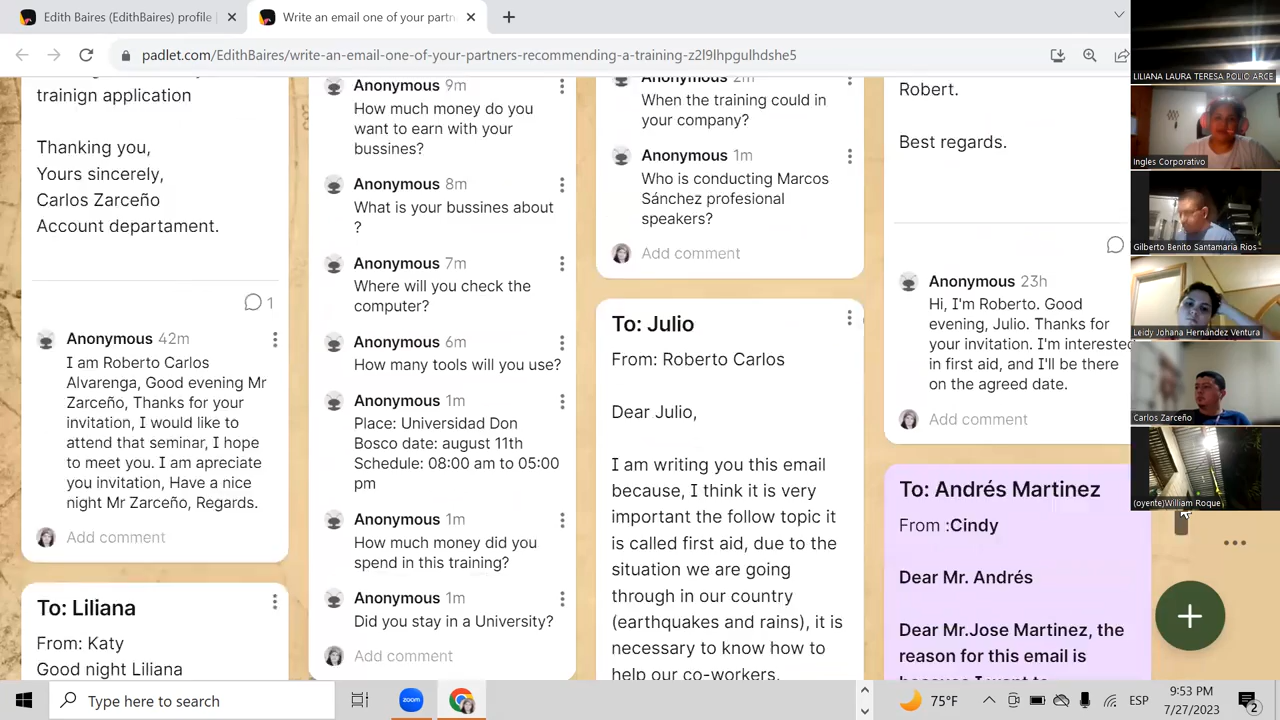 Edith Baires (EdithBaires) profile
Write an email one of your partn
padlet.com/EdithBaires/write-an-email-one-of-your-partners-recommending-a-training-z2l9lhpgulhdshe5
trainign application
Thanking you,
Yours sincerely,
Carlos Zarceño
Account departament.
1
Anonymous 42m
I am Roberto Carlos
Alvarenga, Good evening Mr
Zarceño, Thanks for your
invitation, I would like to
attend that seminar, I hope
to meet you. I am apreciate
you invitation, Have a nice
night Mr Zarceño, Regards.
Add comment
To: Liliana
From: Katy
Good night Liliana
Anonymous 9m
How much money do you
want to earn with your
bussines?
Anonymous 8m
What is your bussines about
?
Anonymous 7m
Where will you check the
computer?
Anonymous 6m
How many tools will you use?
Anonymous 1m
Place: Universidad Don
Bosco date: august 11th
Schedule: 08:00 am to 05:00
pm
Anonymous 1m
How much money did you
spend in this training?
Anonymous 1m
Did you stay in a University?
Add comment
Anonymous 2m
When the training could in
your company?
Anonymous 1m
Who is conducting Marcos
Sánchez profesional
speakers?
Add comment
To: Julio
From: Roberto Carlos
Dear Julio,
I am writing you this email
because, I think it is very
important the follow topic it
is called first aid, due to the
situation we are going
through in our country
(earthquakes and rains), it is
necessary to know how to
help our co-workers.
Robert.
Best regards.
Anonymous 23h
Hi, I'm Roberto. Good
evening, Julio. Thanks for
your invitation. I'm interested
in first aid, and I'll be there
on the agreed date.
Add comment
To: Andrés Martinez
From :Cindy
Dear Mr. Andrés
Dear Mr.Jose Martinez, the
reason for this email is
because I want to
LILIANA LAURA TERESA POLIO ARCE
Ingles Corporativo
Gilberto Benito Santamaria Rios
Leidy Johana Hernández Ventura
Carlos Zarceño
(oyente)William Roque
Type here to search
zoom
75°F
ESP
9:53 PM
7/27/2023
2